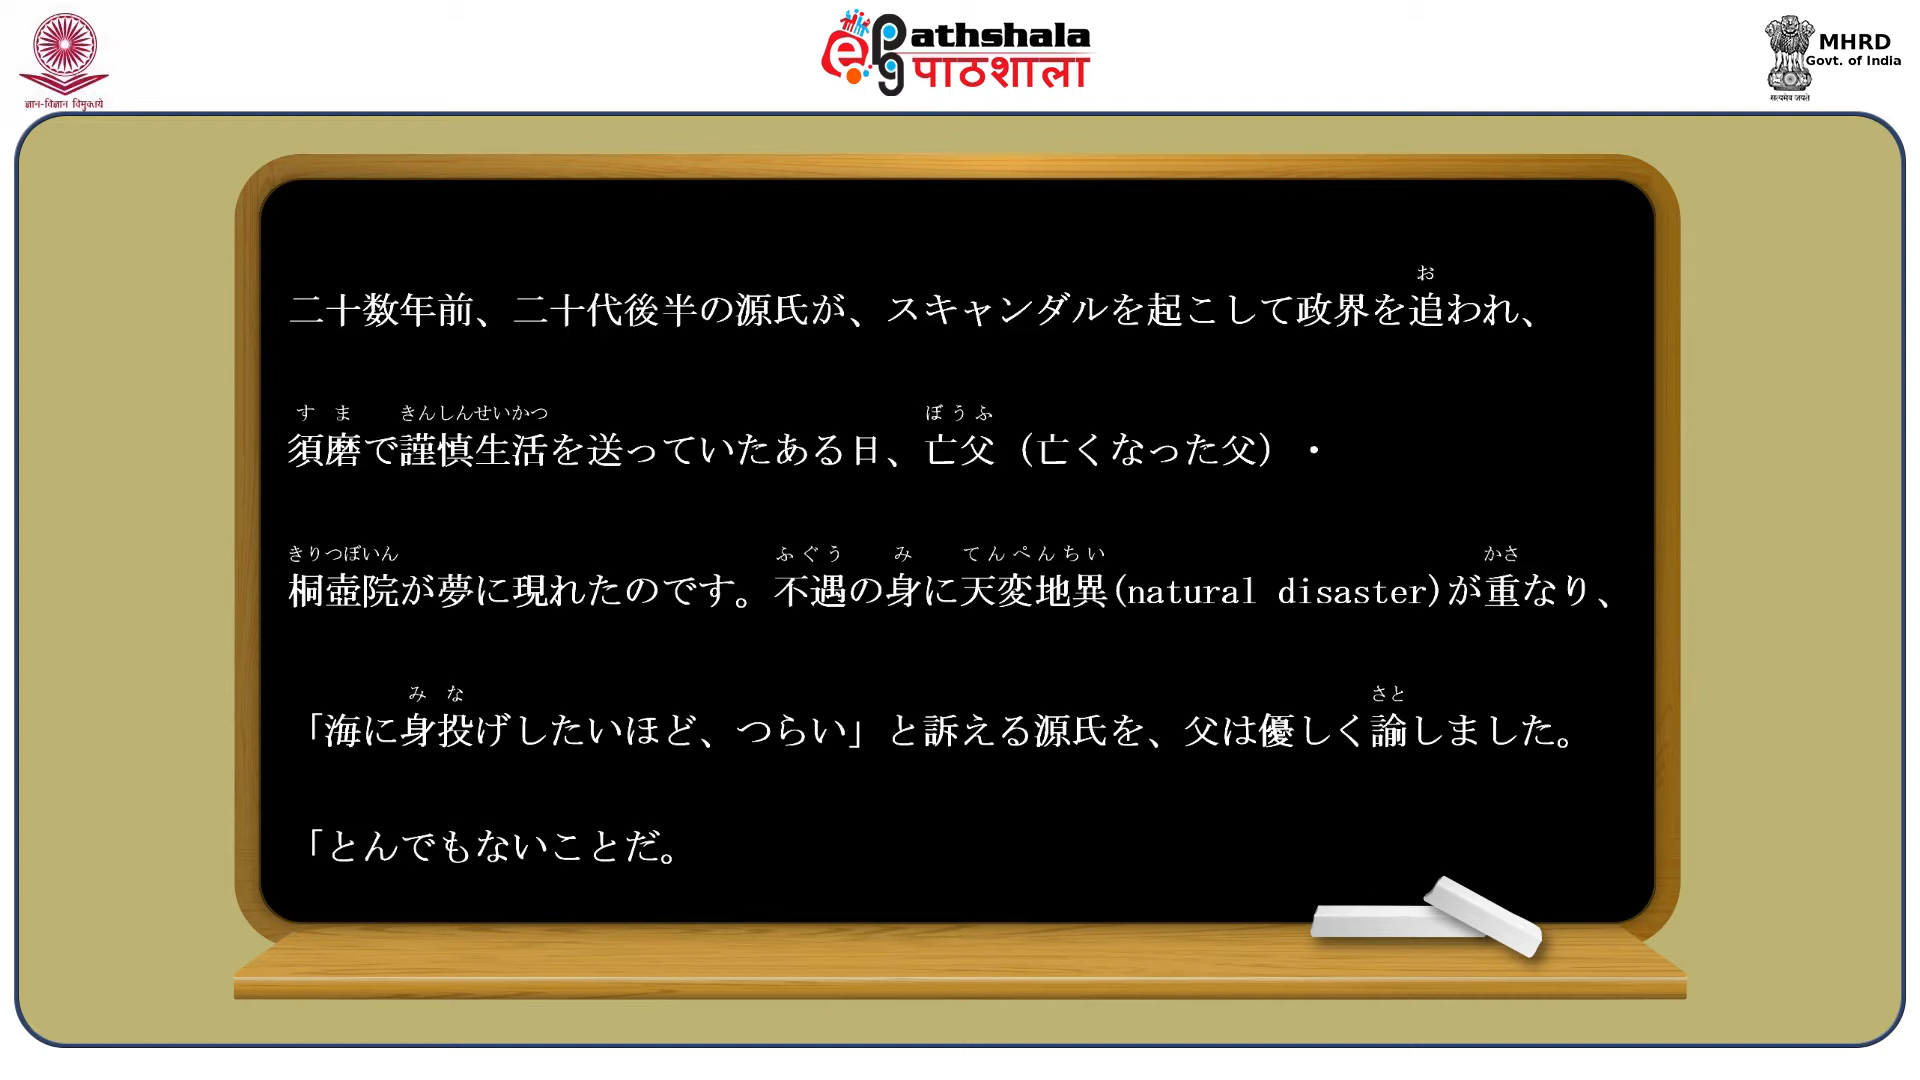 ज्ञान-विज्ञान विमुक्तये
e Pathshala
पाठशाला
MHRD
Govt. of India
सत्यमेव जयते
お
二十数年前、二十代後半の源氏が、スキャンダルを起こして政界を追われ、
すま きんしんせいかつ ぼうふ
須磨で謹慎生活を送っていたある日、亡父（亡くなった父）・
きりつぼいん ふぐう み てんぺんちい かさ
桐壺院が夢に現れたのです。不遇の身に天変地異(natural disaster)が重なり、
み な さと
「海に身投げしたいほど、つらい」と訴える源氏を、父は優しく諭しました。
「とんでもないことだ。